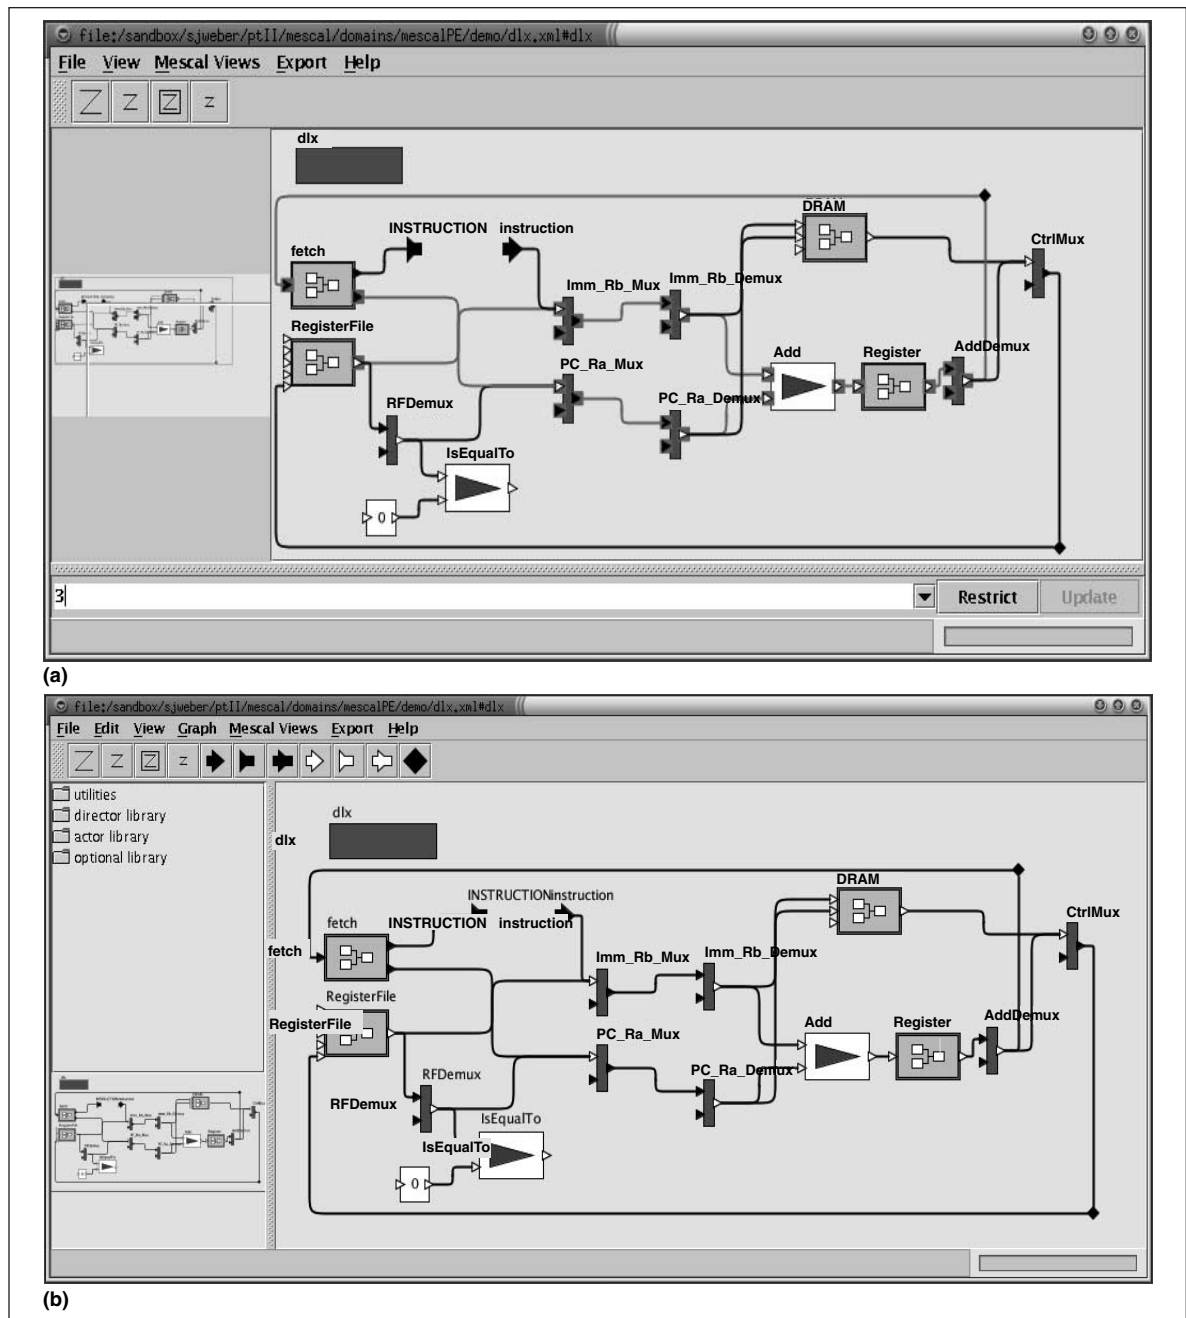 file:/sandbox/sjweber/ptII/mescal/domains/mescalPE/demo/dlx.xml#dlx
File View Mescal Views Export Help
Z Z Z z
dlx
DRAM
INSTRUCTION instruction
CtrlMux
fetch
Imm_Rb_Mux Imm_Rb_Demux
RegisterFile
Add Register AddDemux
PC_Ra_Mux
PC_Ra_Demux
RFDemux
IsEqualTo
0
3
Restrict Update
(a)
file:/sandbox/sjweber/ptII/mescal/domains/mescalPE/demo/dlx.xml#dlx
File Edit View Graph Mescal Views Export Help
Z Z Z z
utilities
director library
actor library
optional library
dlx
dlx
DRAM
INSTRUCTIONinstruction
CtrlMux
fetch
INSTRUCTION instruction
fetch
Imm_Rb_Mux Imm_Rb_Demux
RegisterFile
RegisterFile
Add Register AddDemux
PC_Ra_Mux
PC_Ra_Demux
RFDemux
RFDemux
IsEqualTo
IsEqualTo
0
(b)